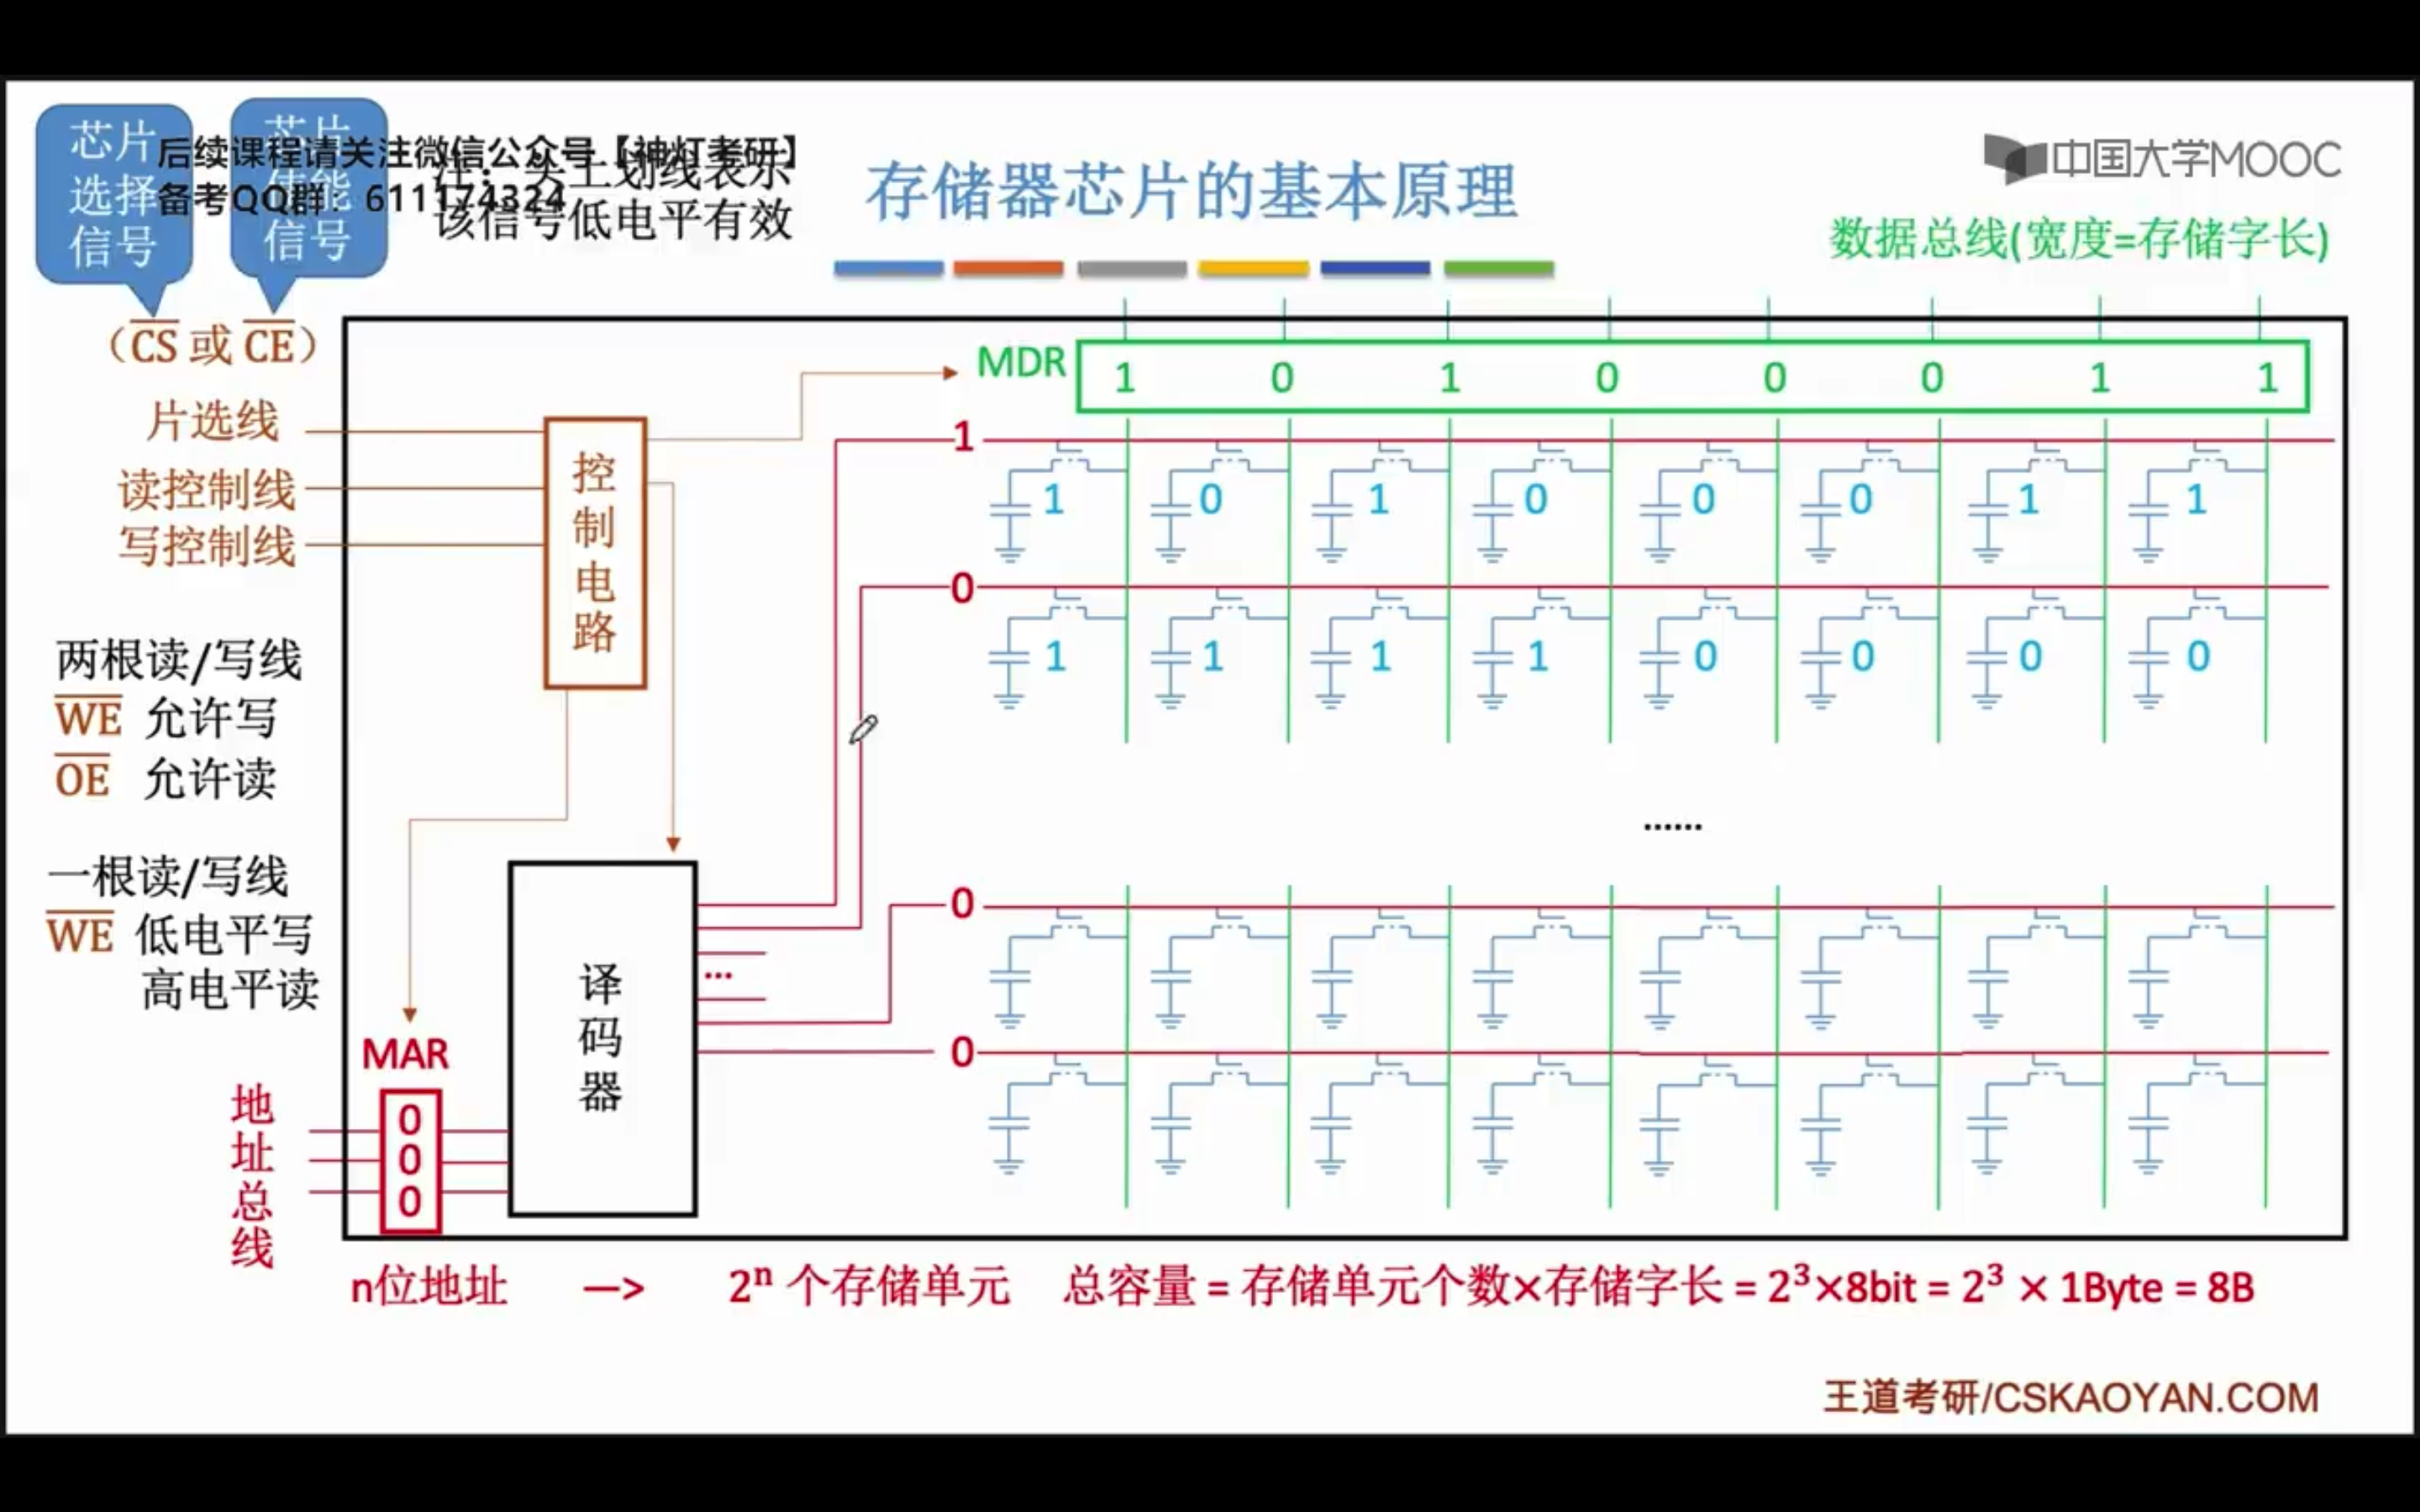 芯片
选择
信号
芯片
使能
信号
后续课程请关注微信公众号【神灯考研】
备考QQ群：611174324
注：头上划线表示
该信号低电平有效
存储器芯片的基本原理
中国大学MOOC
数据总线(宽度=存储字长)
（CS 或 CE）
片选线
读控制线
写控制线
控制电路
MDR
1 0 1 0 0 0 1 1
1
1 0 1 0 0 0 1 1
0
1 1 1 1 0 0 0 0
两根读/写线
WE 允许写
OE 允许读
......
一根读/写线
WE 低电平写
高电平读
0
...
译码器
0
MAR
0
0
0
地址总线
n位地址 —> 2ⁿ 个存储单元 总容量 = 存储单元个数×存储字长 = 2³×8bit = 2³ × 1Byte = 8B
王道考研/CSKAOYAN.COM